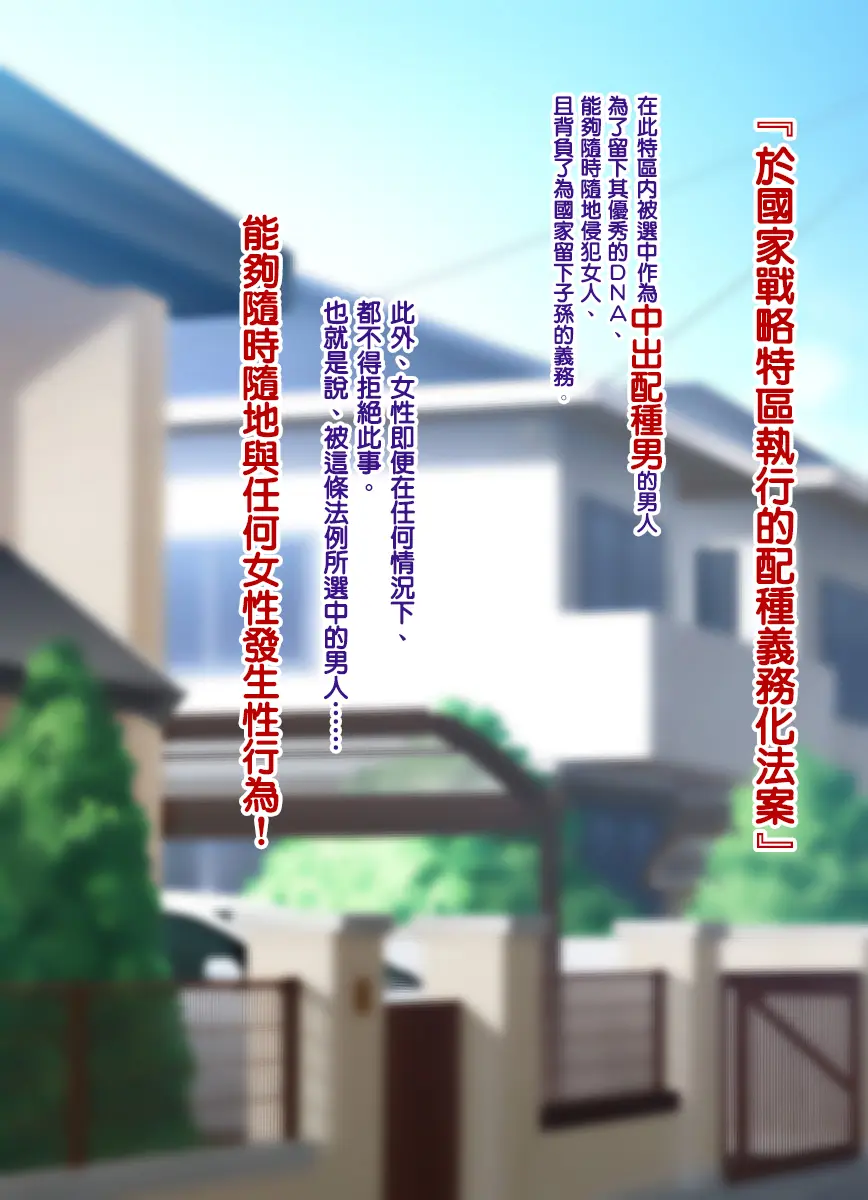 『於國家戰略特區執行的配種義務化法案』
在此特區內被選中作為中出配種男的男人
為了留下其優秀的DNA、
能夠隨時隨地侵犯女人、
且背負了為國家留下子孫的義務。
此外、女性即便在任何情況下、
都不得拒絕此事。
也就是說、被這條法例所選中的男人……
能夠隨時隨地與任何女性發生性行為！